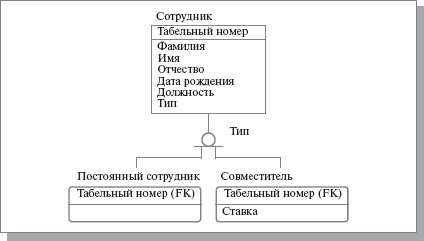 Сотрудник
Табельный номер
Фамилия
Имя
Отчество
Дата рождения
Должность
Тип
Тип
Постоянный сотрудник
Совместитель
Табельный номер (FK)
Табельный номер (FK)
Ставка